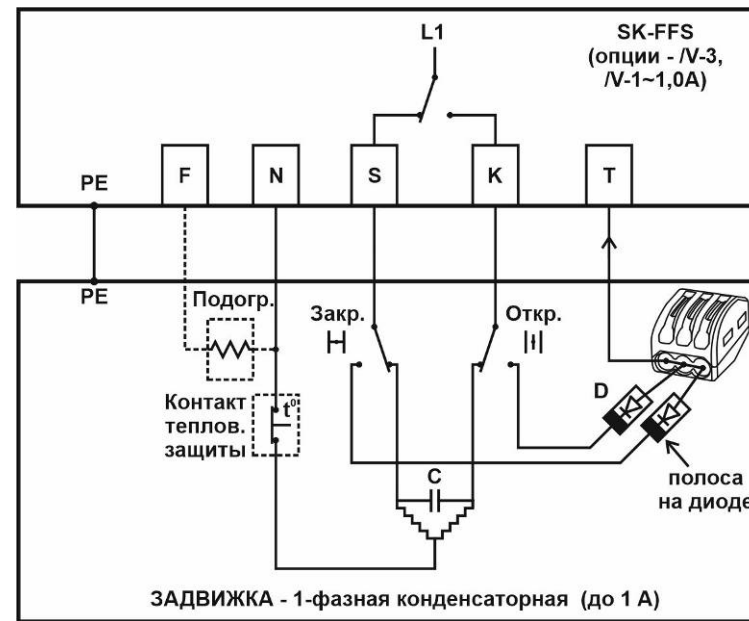 L1
SK-FFS
(опции - /V-3,
/V-1~1,0А)
F
N
S
K
T
PE
PE
Подогр.
Закр.
Откр.
Контакт
теплов.
защиты
t⁰
D
C
полоса
на диоде
ЗАДВИЖКА - 1-фазная конденсаторная (до 1 А)